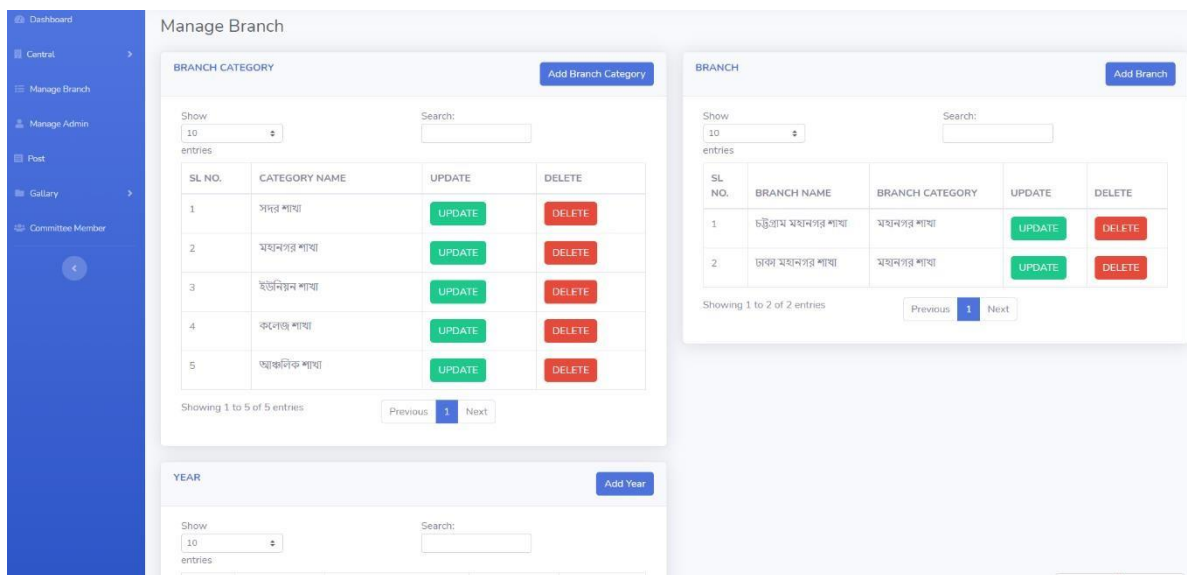 Dashboard
Central
Manage Branch
Manage Admin
Post
Gallary
Committee Member
Manage Branch
BRANCH CATEGORY
Add Branch Category
Show
10
entries
Search:
SL NO. CATEGORY NAME UPDATE DELETE
1 সদর শাখা UPDATE DELETE
2 মহানগর শাখা UPDATE DELETE
3 ইউনিয়ন শাখা UPDATE DELETE
4 কলেজ শাখা UPDATE DELETE
5 আঞ্চলিক শাখা UPDATE DELETE
Showing 1 to 5 of 5 entries
Previous 1 Next
BRANCH
Add Branch
Show
10
entries
Search:
SL
NO. BRANCH NAME BRANCH CATEGORY UPDATE DELETE
1 চট্টগ্রাম মহানগর শাখা মহানগর শাখা UPDATE DELETE
2 ঢাকা মহানগর শাখা মহানগর শাখা UPDATE DELETE
Showing 1 to 2 of 2 entries
Previous 1 Next
YEAR
Add Year
Show
10
entries
Search: